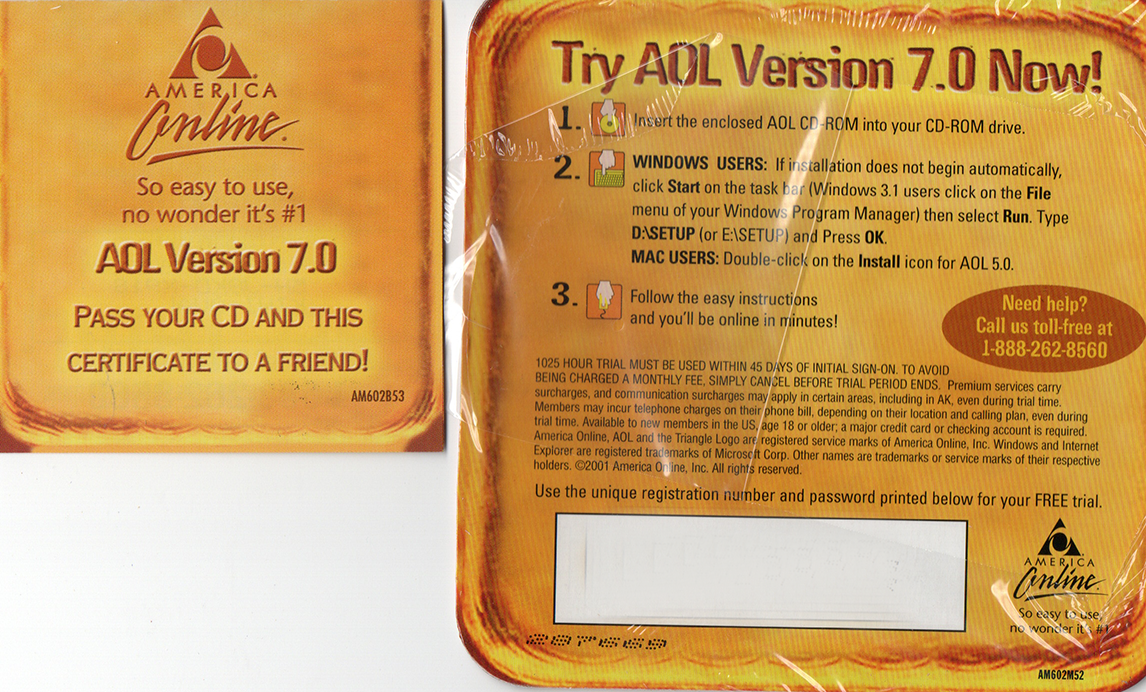 AMERICA
Online.
So easy to use,
no wonder it's #1
AOL Version 7.0
PASS YOUR CD AND THIS
CERTIFICATE TO A FRIEND!
AM602B53
Try AOL Version 7.0 Now!
1. Insert the enclosed AOL CD-ROM into your CD-ROM drive.
2. WINDOWS USERS: If installation does not begin automatically,
click Start on the task bar (Windows 3.1 users click on the File
menu of your Windows Program Manager) then select Run. Type
D:\SETUP (or E:\SETUP) and Press OK.
MAC USERS: Double-click on the Install icon for AOL 5.0.
3. Follow the easy instructions
and you'll be online in minutes!
Need help?
Call us toll-free at
1-888-262-8560
1025 HOUR TRIAL MUST BE USED WITHIN 45 DAYS OF INITIAL SIGN-ON. TO AVOID
BEING CHARGED A MONTHLY FEE, SIMPLY CANCEL BEFORE TRIAL PERIOD ENDS. Premium services carry
surcharges, and communication surcharges may apply in certain areas, including in AK, even during trial time.
Members may incur telephone charges on their phone bill, depending on their location and calling plan, even during
trial time. Available to new members in the US, age 18 or older; a major credit card or checking account is required.
America Online, AOL and the Triangle Logo are registered service marks of America Online, Inc. Windows and Internet
Explorer are registered trademarks of Microsoft Corp. Other names are trademarks or service marks of their respective
holders. ©2001 America Online, Inc. All rights reserved.
Use the unique registration number and password printed below for your FREE trial.
AMERICA
Online.
So easy to use,
no wonder it's #1
AM602M52